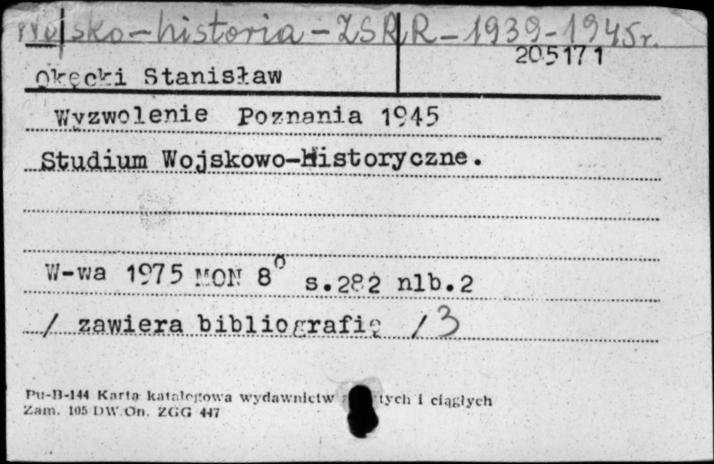 Wojsko-historia-ZSRR-1939-1945r.
205171
Okęcki Stanisław
Wyzwolenie Poznania 1945
Studium Wojskowo-Historyczne.
W-wa 1975 MON 8° s.282 nlb.2
/ zawiera bibliografię /3
Pu-B-144 Karta katalogowa wydawnictw i ciągłych
Zam. 105 DW.On. ZGG 447